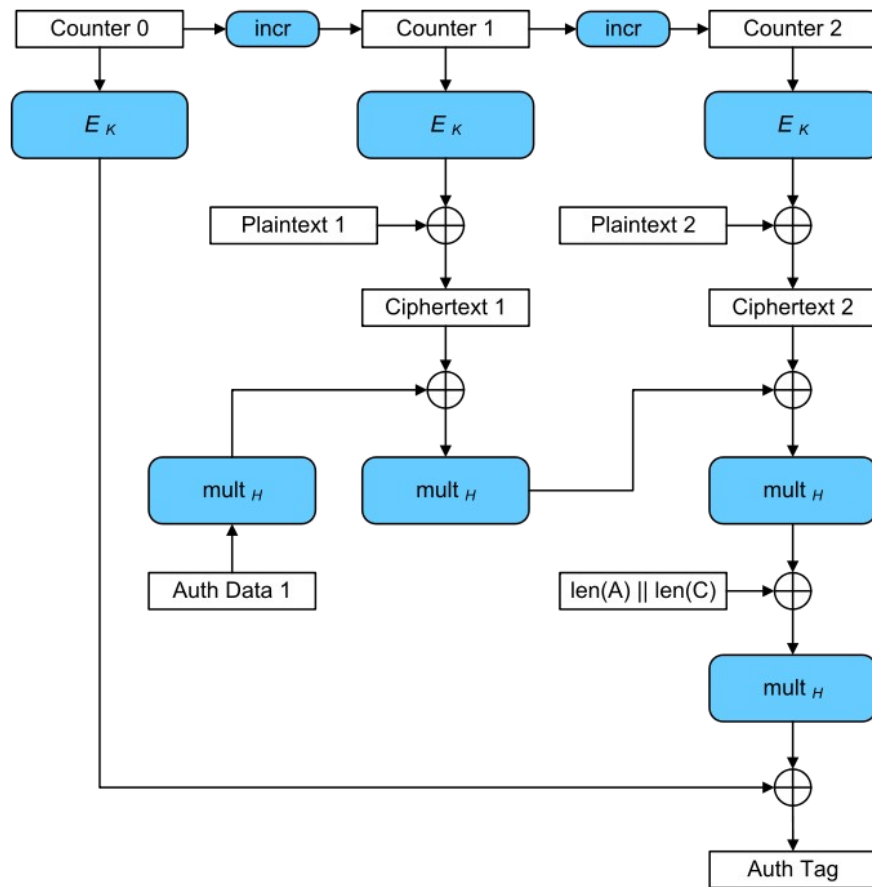 Counter 0
incr
Counter 1
incr
Counter 2
E K
E K
E K
Plaintext 1
Plaintext 2
Ciphertext 1
Ciphertext 2
mult H
mult H
mult H
Auth Data 1
len(A) || len(C)
mult H
Auth Tag